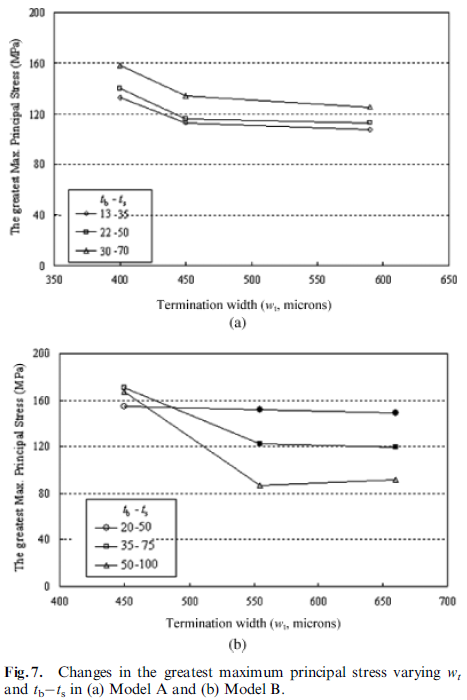 200
160
120
80
40
0
The greatest Max. Principal Stress (MPa)
t_b - t_s
13-35
22-50
30-70
350 400 450 500 550 600 650
Termination width (w_t, microns)
(a)
200
160
120
80
40
0
The greatest Max. Principal Stress (MPa)
t_b - t_s
20-50
35-75
50-100
400 450 500 550 600 650 700
Termination width (w_t, microns)
(b)
Fig. 7. Changes in the greatest maximum principal stress varying w_t
and t_b−t_s in (a) Model A and (b) Model B.